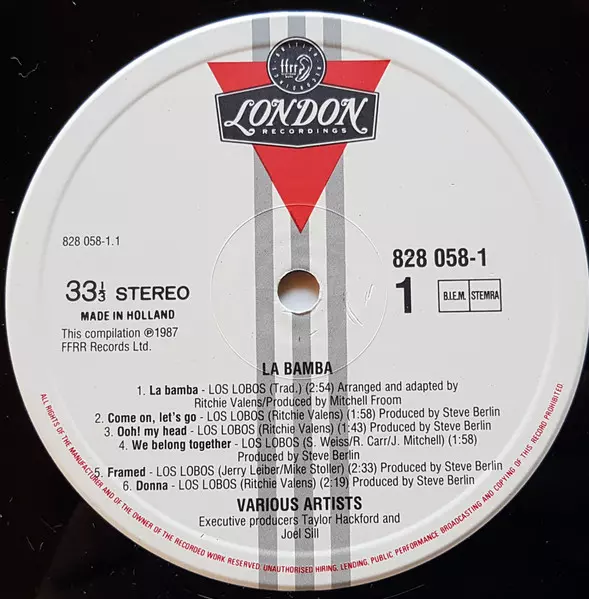 BRITISH
ffrr
RECORDINGS
LONDON
RECORDINGS
828 058-1.1
828 058-1
33⅓ STEREO
1
B.I.E.M. STEMRA
MADE IN HOLLAND
This compilation ℗1987
FFRR Records Ltd.
LA BAMBA
1. La bamba - LOS LOBOS (Trad.) (2:54) Arranged and adapted by
Ritchie Valens/Produced by Mitchell Froom
2. Come on, let's go - LOS LOBOS (Ritchie Valens) (1:58) Produced by Steve Berlin
3. Ooh! my head - LOS LOBOS (Ritchie Valens) (1:43) Produced by Steve Berlin
4. We belong together - LOS LOBOS (S. Weiss/R. Carr/J. Mitchell) (1:58)
Produced by Steve Berlin
5. Framed - LOS LOBOS (Jerry Leiber/Mike Stoller) (2:33) Produced by Steve Berlin
6. Donna - LOS LOBOS (Ritchie Valens) (2:19) Produced by Steve Berlin
VARIOUS ARTISTS
Executive producers Taylor Hackford and
Joel Sill
ALL RIGHTS OF THE MANUFACTURER AND OF THE OWNER OF THE RECORDED WORK RESERVED. UNAUTHORISED HIRING, LENDING, PUBLIC PERFORMANCE BROADCASTING AND COPYING OF THIS RECORD PROHIBITED